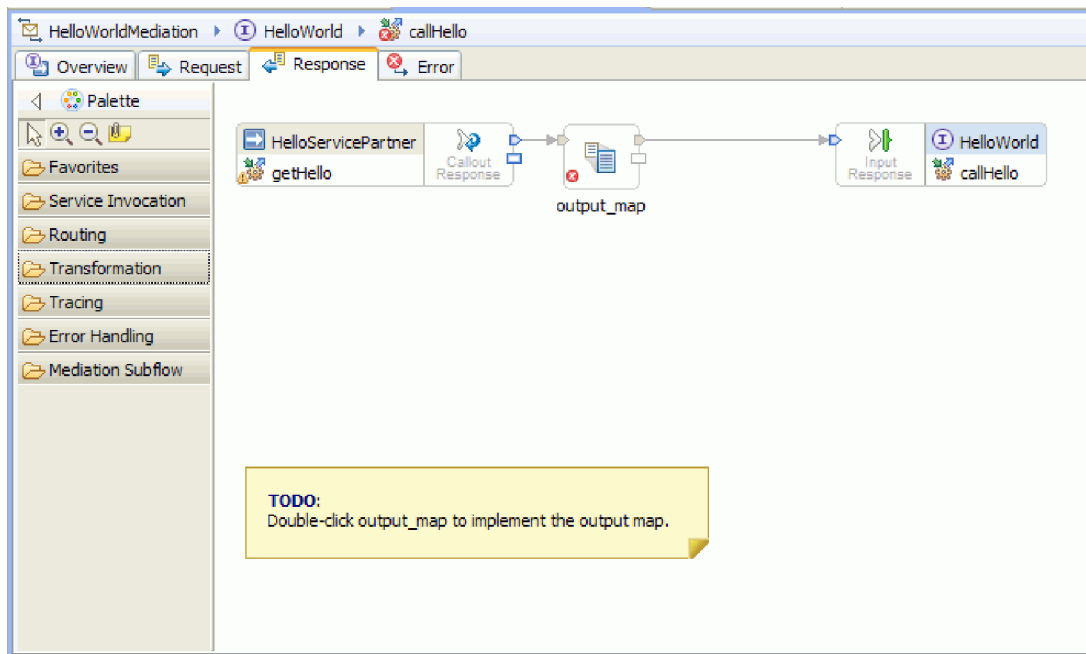 HelloWorldMediation HelloWorld callHello
Overview Request Response Error
Palette
Favorites
Service Invocation
Routing
Transformation
Tracing
Error Handling
Mediation Subflow
HelloServicePartner
getHello
Callout
Response
output_map
Input
Response
HelloWorld
callHello
TODO:
Double-click output_map to implement the output map.